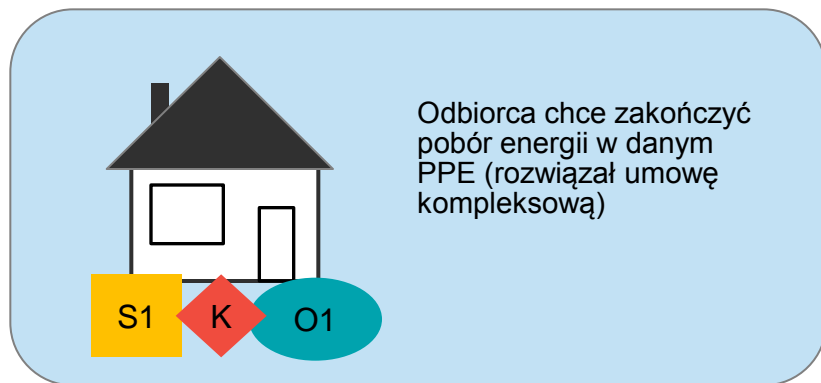 Odbiorca chce zakończyć
pobór energii w danym
PPE (rozwiązał umowę
kompleksową)
S1 K O1